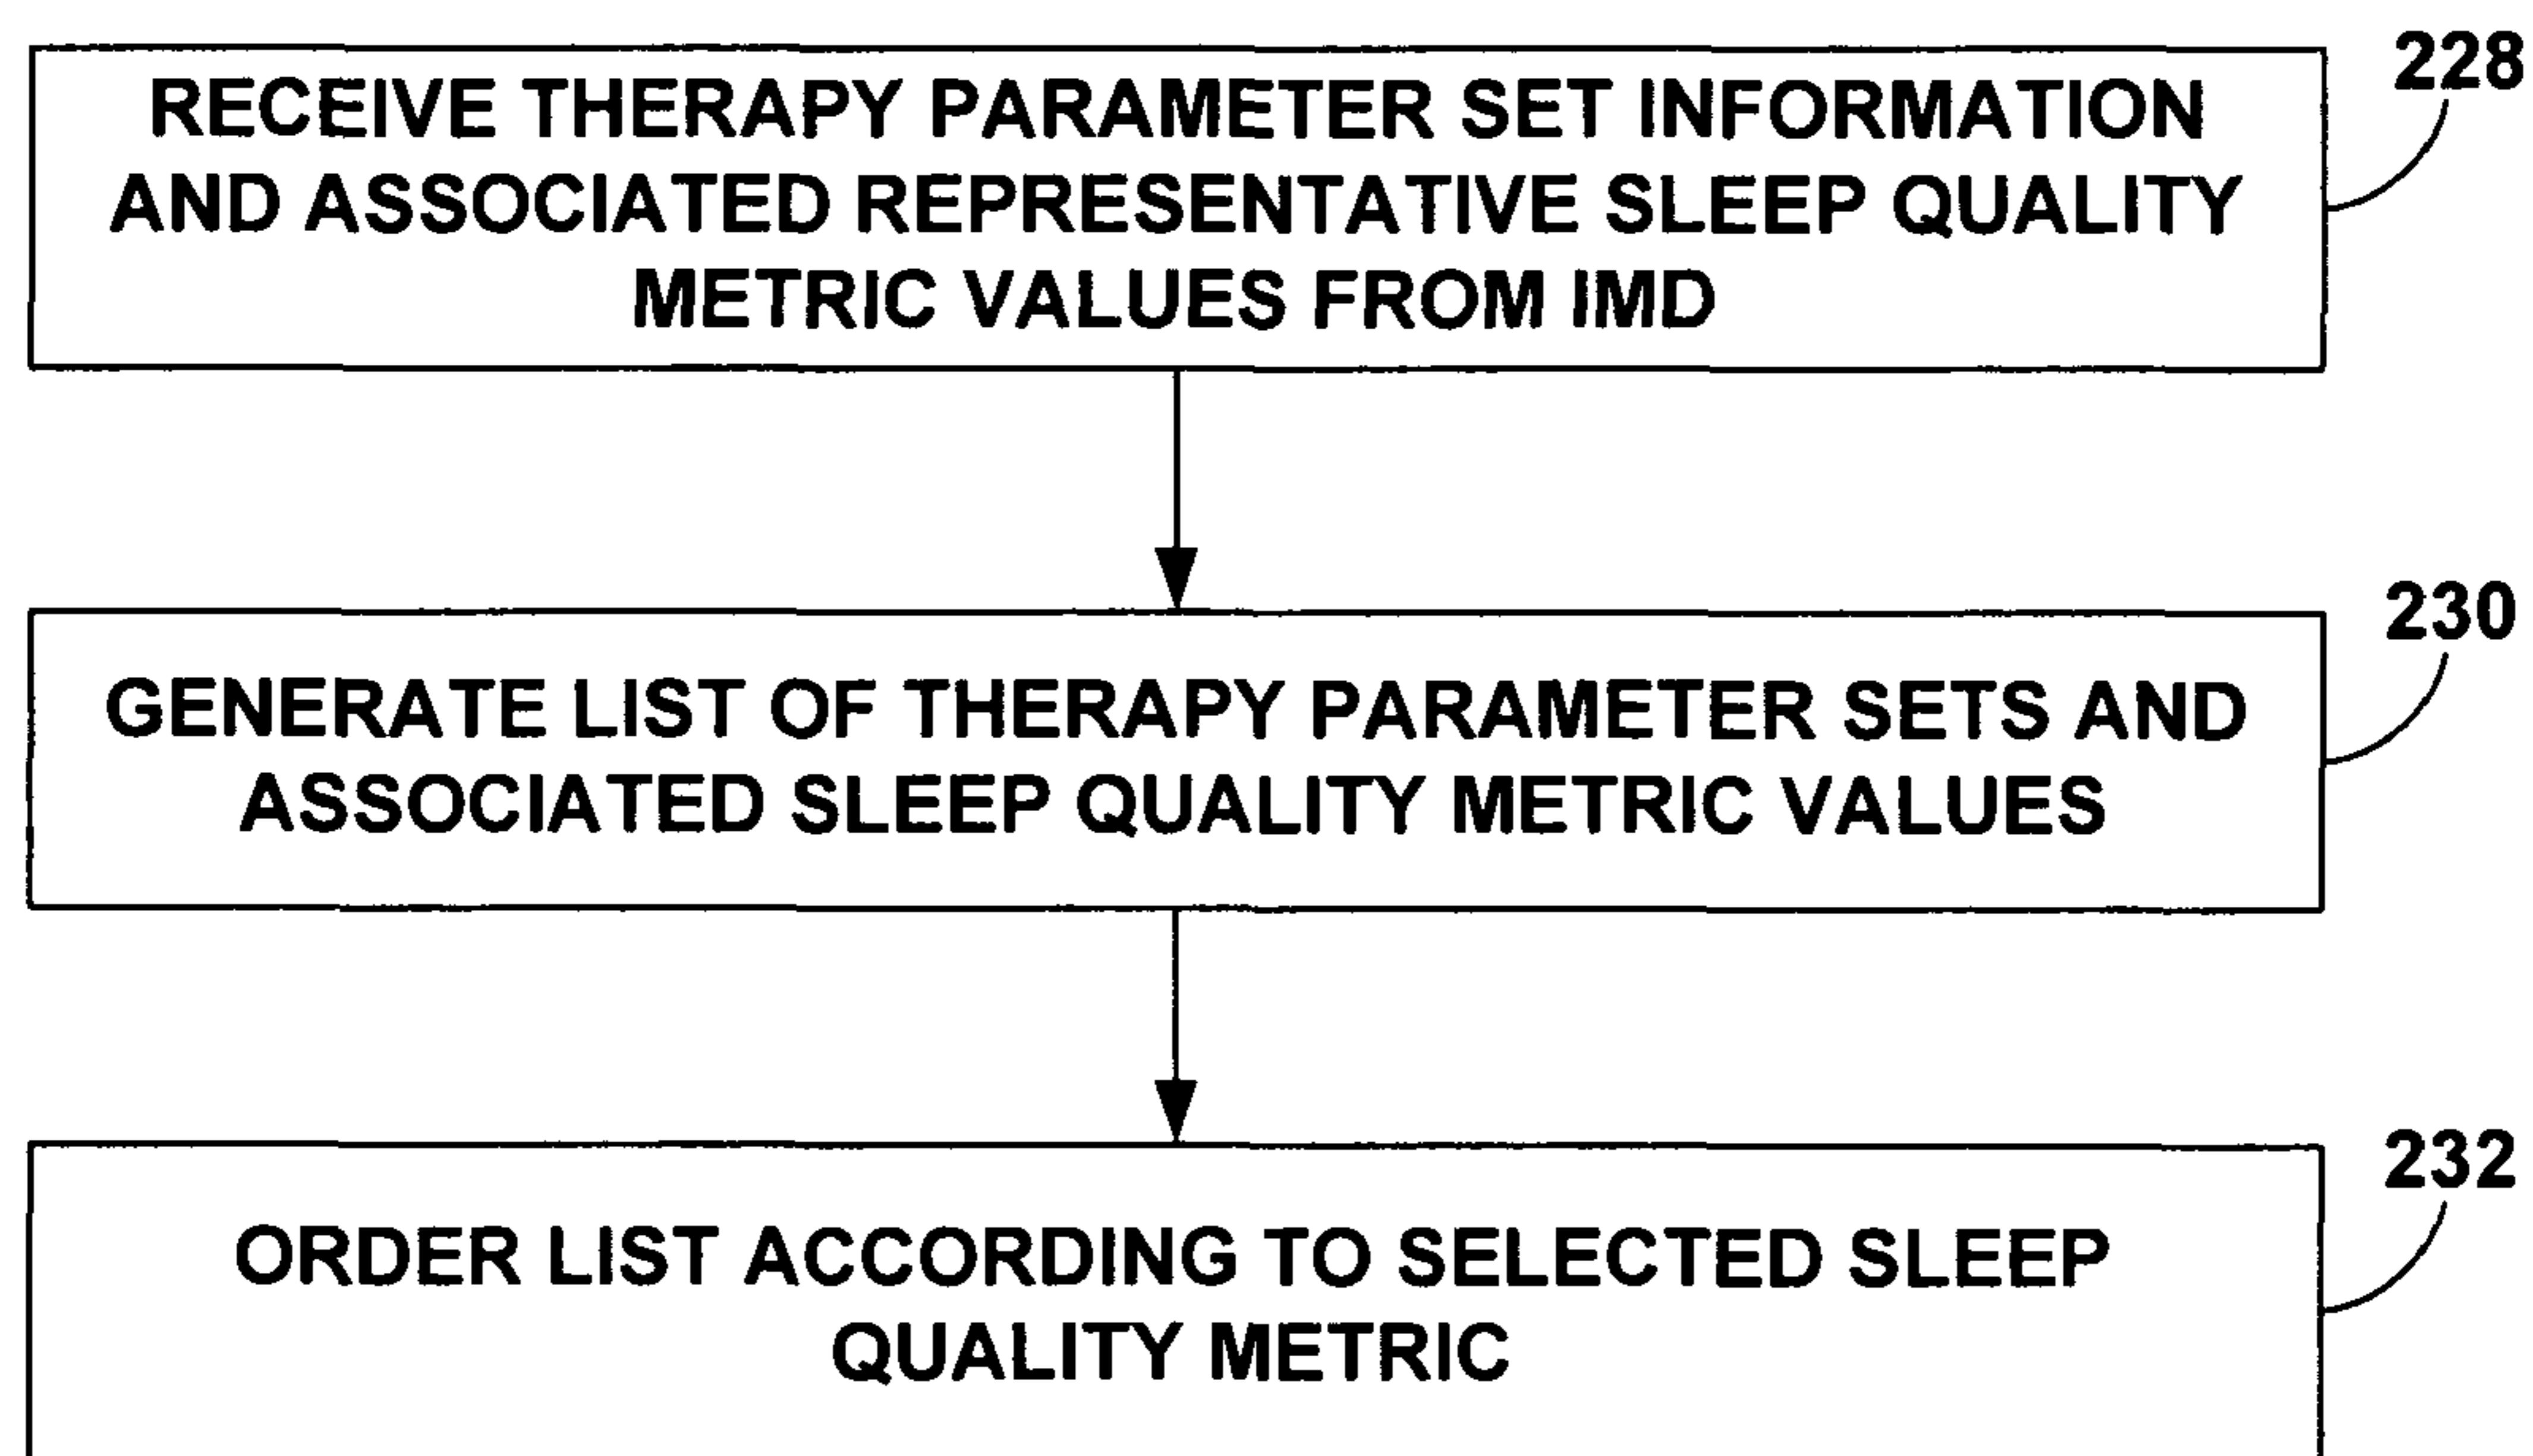 228
RECEIVE THERAPY PARAMETER SET INFORMATION
AND ASSOCIATED REPRESENTATIVE SLEEP QUALITY
METRIC VALUES FROM IMD
230
GENERATE LIST OF THERAPY PARAMETER SETS AND
ASSOCIATED SLEEP QUALITY METRIC VALUES
232
ORDER LIST ACCORDING TO SELECTED SLEEP
QUALITY METRIC